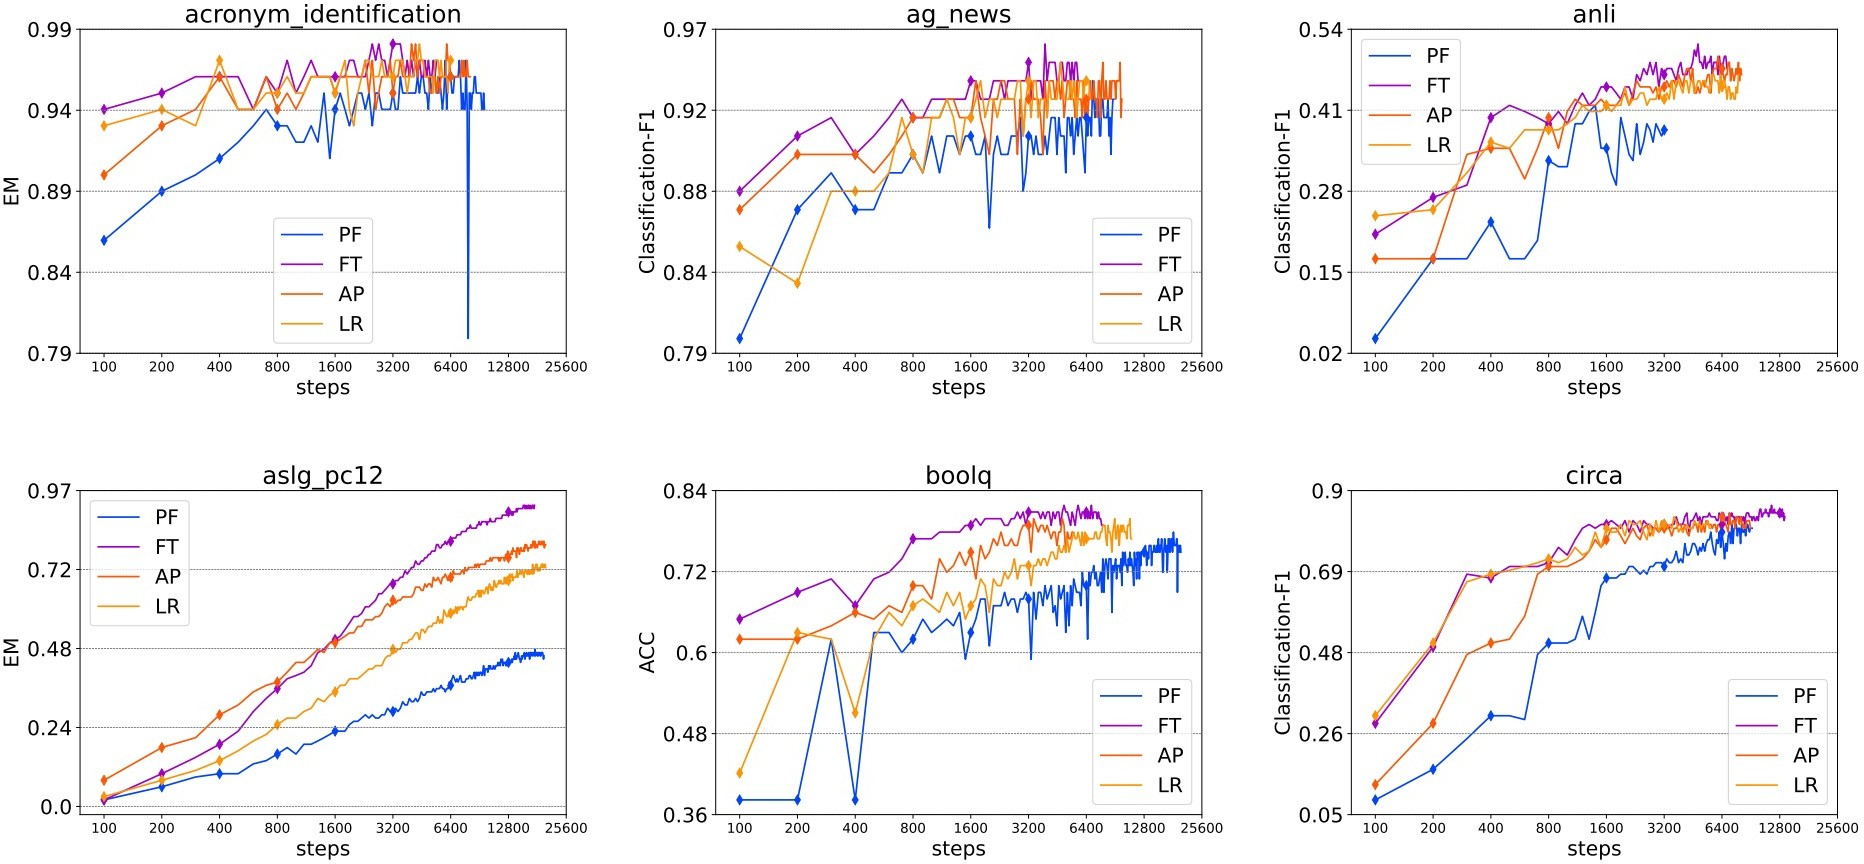 acronym_identification
0.99
0.94
0.89
0.84
0.79
EM
PF
FT
AP
LR
100 200 400 800 1600 3200 6400 12800 25600
steps
ag_news
0.97
0.92
0.88
0.84
0.79
Classification-F1
PF
FT
AP
LR
100 200 400 800 1600 3200 6400 12800 25600
steps
anli
0.54
0.41
0.28
0.15
0.02
Classification-F1
PF
FT
AP
LR
100 200 400 800 1600 3200 6400 12800 25600
steps
aslg_pc12
0.97
0.72
0.48
0.24
0.0
EM
PF
FT
AP
LR
100 200 400 800 1600 3200 6400 12800 25600
steps
boolq
0.84
0.72
0.6
0.48
0.36
ACC
PF
FT
AP
LR
100 200 400 800 1600 3200 6400 12800 25600
steps
circa
0.9
0.69
0.48
0.26
0.05
Classification-F1
PF
FT
AP
LR
100 200 400 800 1600 3200 6400 12800 25600
steps